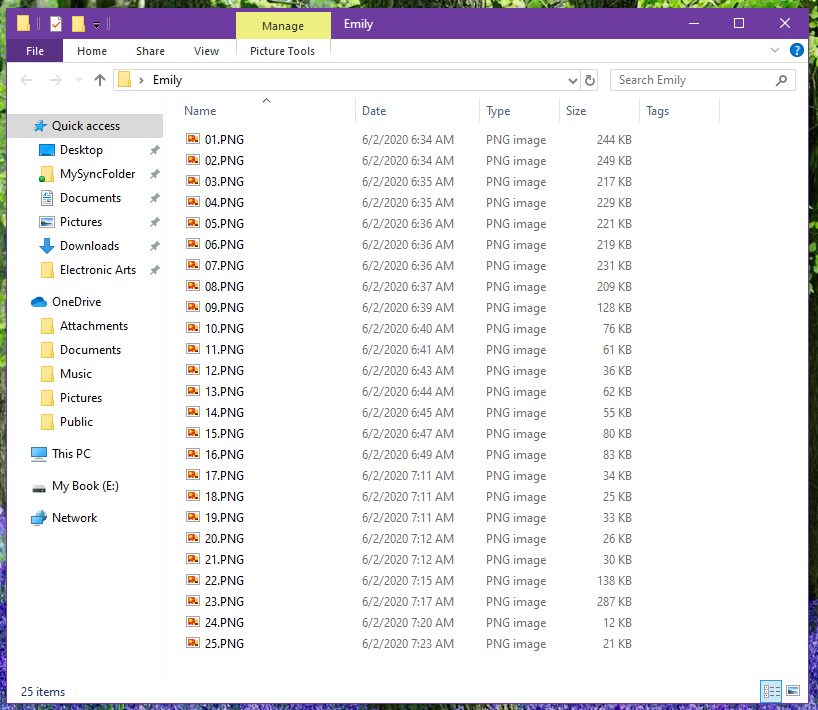 Manage Emily
File Home Share View Picture Tools ?
Emily Search Emily
Name Date Type Size Tags
Quick access
Desktop
MySyncFolder
Documents
Pictures
Downloads
Electronic Arts
OneDrive
Attachments
Documents
Music
Pictures
Public
This PC
My Book (E:)
Network
01.PNG 6/2/2020 6:34 AM PNG image 244 KB
02.PNG 6/2/2020 6:34 AM PNG image 249 KB
03.PNG 6/2/2020 6:35 AM PNG image 217 KB
04.PNG 6/2/2020 6:35 AM PNG image 229 KB
05.PNG 6/2/2020 6:36 AM PNG image 221 KB
06.PNG 6/2/2020 6:36 AM PNG image 219 KB
07.PNG 6/2/2020 6:36 AM PNG image 231 KB
08.PNG 6/2/2020 6:37 AM PNG image 209 KB
09.PNG 6/2/2020 6:39 AM PNG image 128 KB
10.PNG 6/2/2020 6:40 AM PNG image 76 KB
11.PNG 6/2/2020 6:41 AM PNG image 61 KB
12.PNG 6/2/2020 6:43 AM PNG image 36 KB
13.PNG 6/2/2020 6:44 AM PNG image 62 KB
14.PNG 6/2/2020 6:45 AM PNG image 55 KB
15.PNG 6/2/2020 6:47 AM PNG image 80 KB
16.PNG 6/2/2020 6:49 AM PNG image 83 KB
17.PNG 6/2/2020 7:11 AM PNG image 34 KB
18.PNG 6/2/2020 7:11 AM PNG image 25 KB
19.PNG 6/2/2020 7:11 AM PNG image 33 KB
20.PNG 6/2/2020 7:12 AM PNG image 26 KB
21.PNG 6/2/2020 7:12 AM PNG image 30 KB
22.PNG 6/2/2020 7:15 AM PNG image 138 KB
23.PNG 6/2/2020 7:17 AM PNG image 287 KB
24.PNG 6/2/2020 7:20 AM PNG image 12 KB
25.PNG 6/2/2020 7:23 AM PNG image 21 KB
25 items